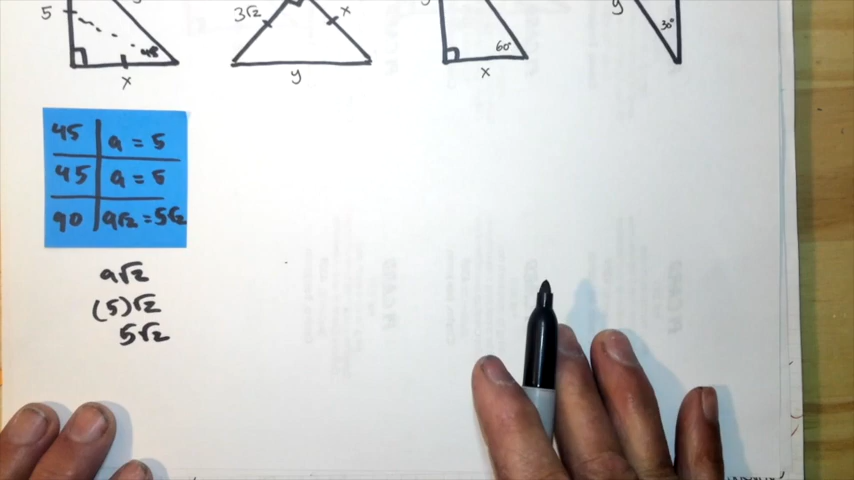 5
45
x
3√2
x
y
60°
x
y
30°
45 a = 5
45 a = 5
90 a√2 = 5√2
a√2
(5)√2
5√2